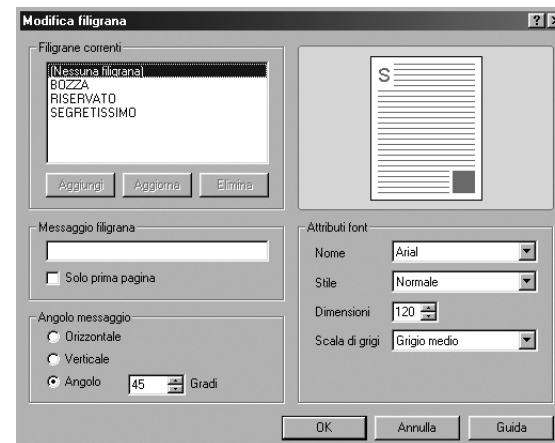 Modifica filigrana
Filigrane correnti
(Nessuna filigrana)
BOZZA
RISERVATO
SEGRETISSIMO
Aggiungi Aggiorna Elimina
S
Messaggio filigrana
Solo prima pagina
Angolo messaggio
Orizzontale
Verticale
Angolo 45 Gradi
Attributi font
Nome Arial
Stile Normale
Dimensioni 120
Scala di grigi Grigio medio
OK Annulla Guida